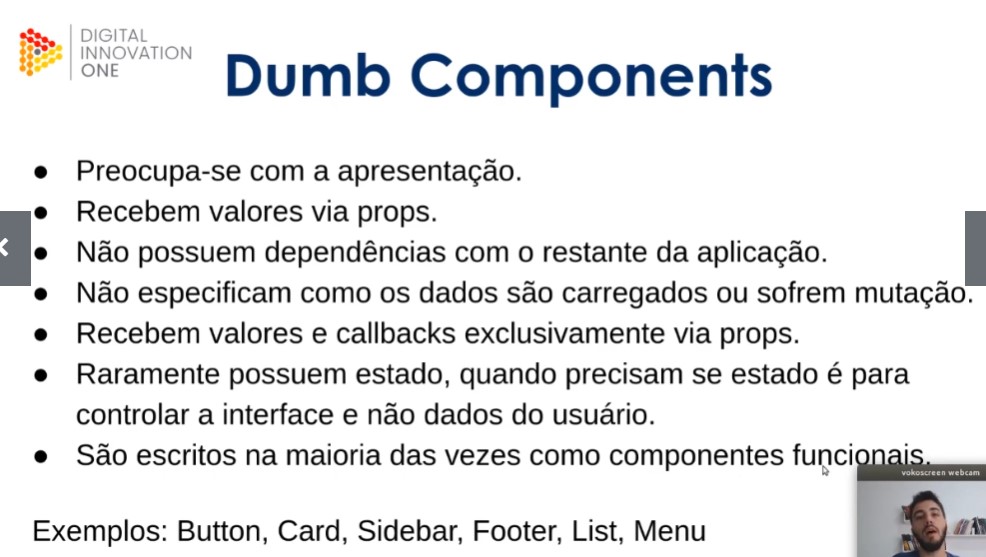 DIGITAL
INNOVATION
ONE
Dumb Components
● Preocupa-se com a apresentação.
● Recebem valores via props.
● Não possuem dependências com o restante da aplicação.
● Não especificam como os dados são carregados ou sofrem mutação.
● Recebem valores e callbacks exclusivamente via props.
● Raramente possuem estado, quando precisam se estado é para
controlar a interface e não dados do usuário.
● São escritos na maioria das vezes como componentes funcionais.
vokoscreen webcam
Exemplos: Button, Card, Sidebar, Footer, List, Menu